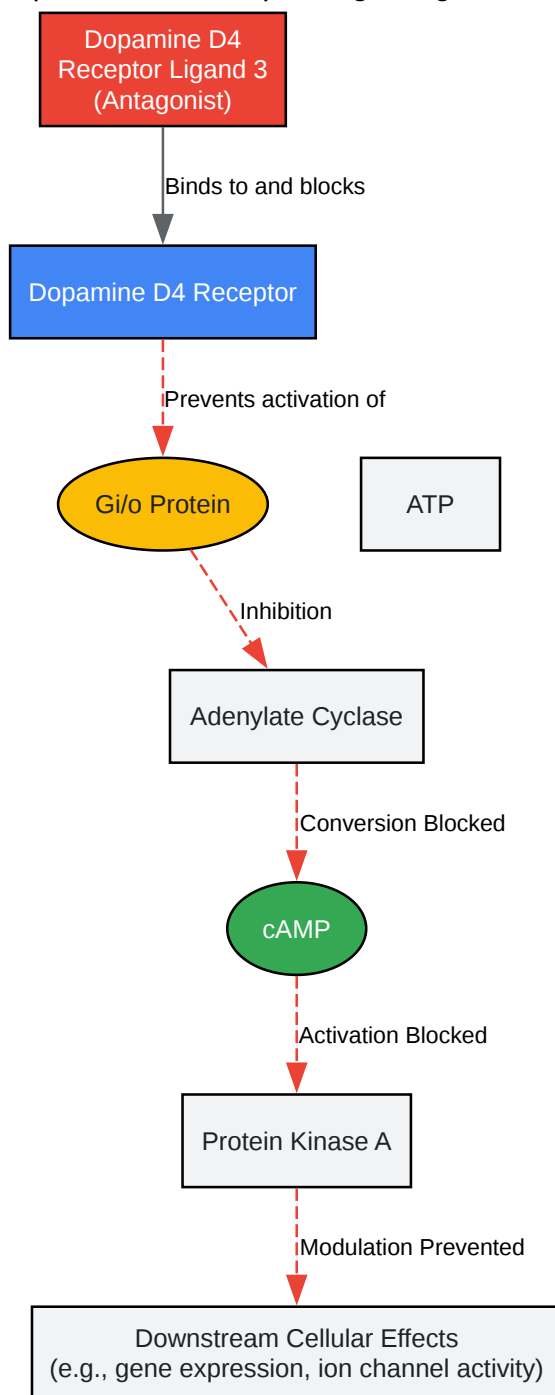 Dopamine D4
Receptor Ligand 3
(Antagonist)
Binds to and blocks
Dopamine D4 Receptor
Prevents activation of
Gi/o Protein
ATP
Inhibition
Adenylate Cyclase
Conversion Blocked
cAMP
Activation Blocked
Protein Kinase A
Modulation Prevented
Downstream Cellular Effects
(e.g., gene expression, ion channel activity)